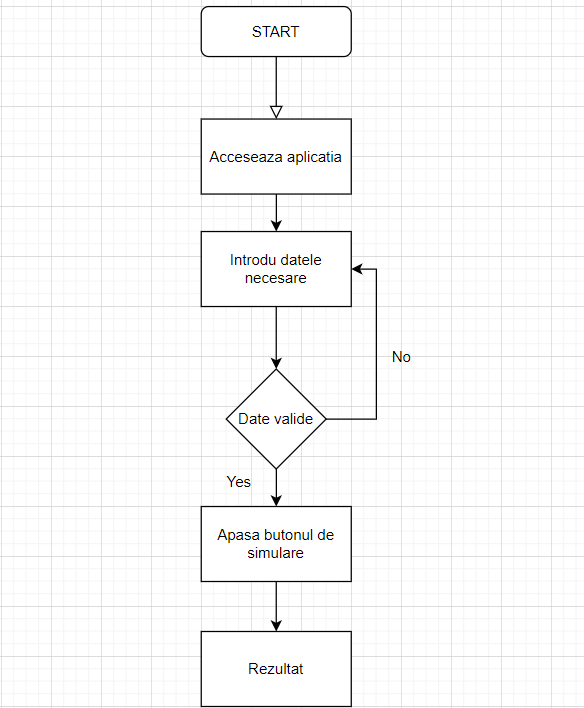 START
Acceseaza aplicatia
Introdu datele
necesare
No
Date valide
Yes
Apasa butonul de
simulare
Rezultat